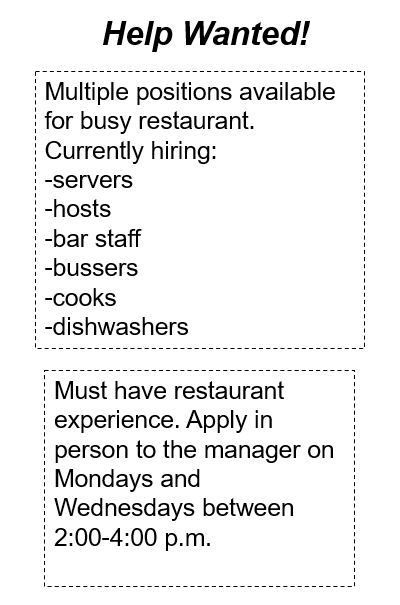 Help Wanted!
Multiple positions available
for busy restaurant.
Currently hiring:
-servers
-hosts
-bar staff
-bussers
-cooks
-dishwashers
Must have restaurant
experience. Apply in
person to the manager on
Mondays and
Wednesdays between
2:00-4:00 p.m.